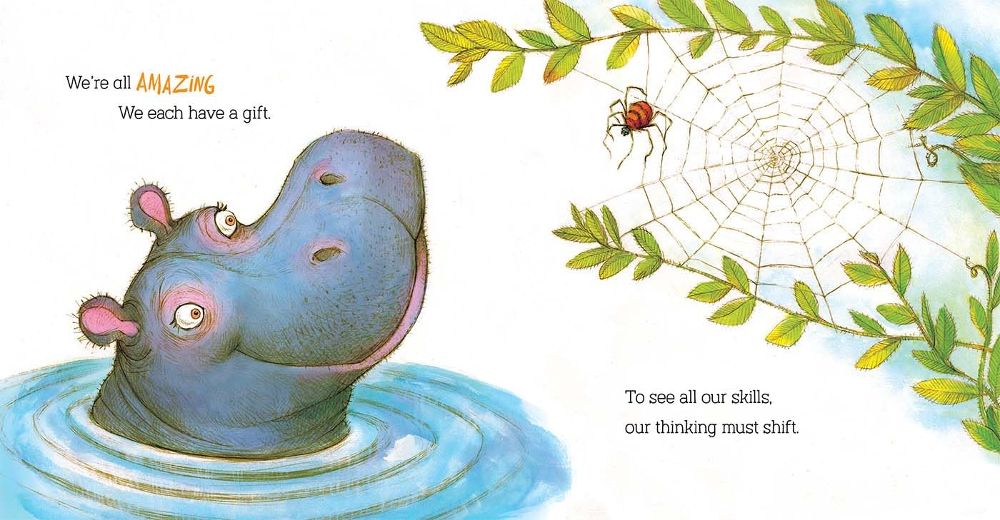 We're all AMAZING
We each have a gift.
To see all our skills,
our thinking must shift.